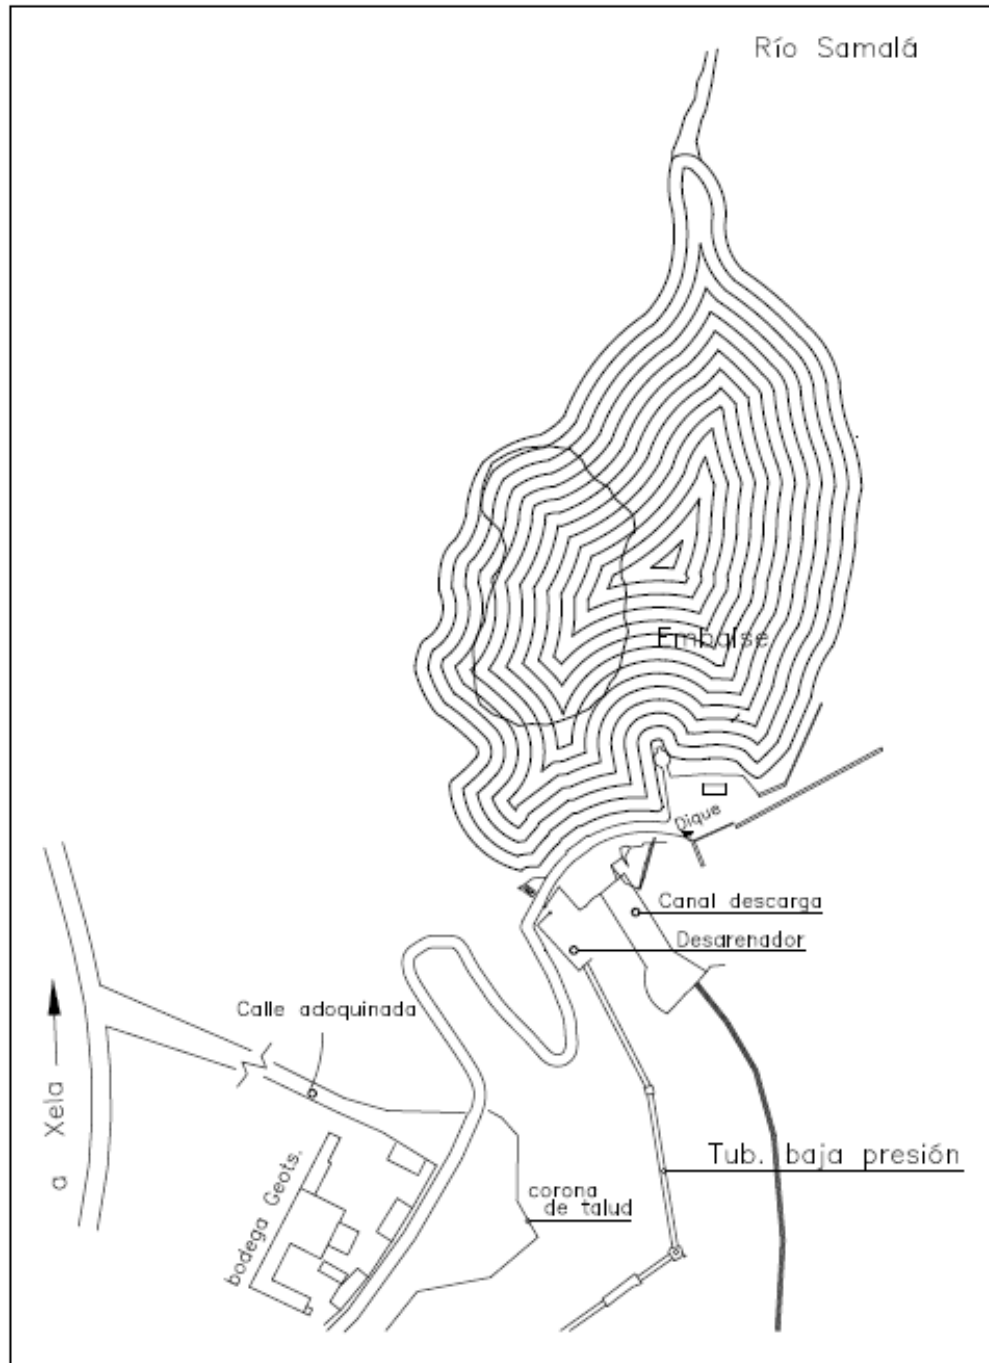 Río Samalá
Embalse
Dique
Canal descarga
Desarenador
Calle adoquinada
a Xela
Tub. baja presión
bodega Geots.
corona
de talud